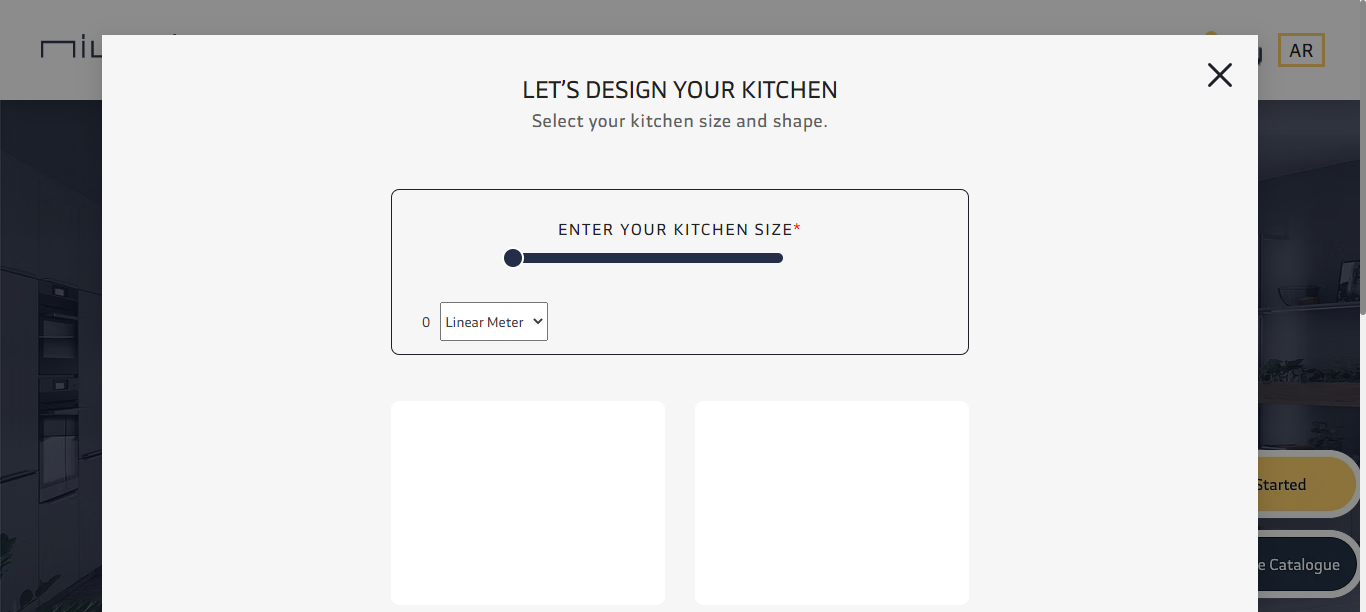 AR
LET’S DESIGN YOUR KITCHEN
Select your kitchen size and shape.
ENTER YOUR KITCHEN SIZE*
0 Linear Meter
Started
Catalogue